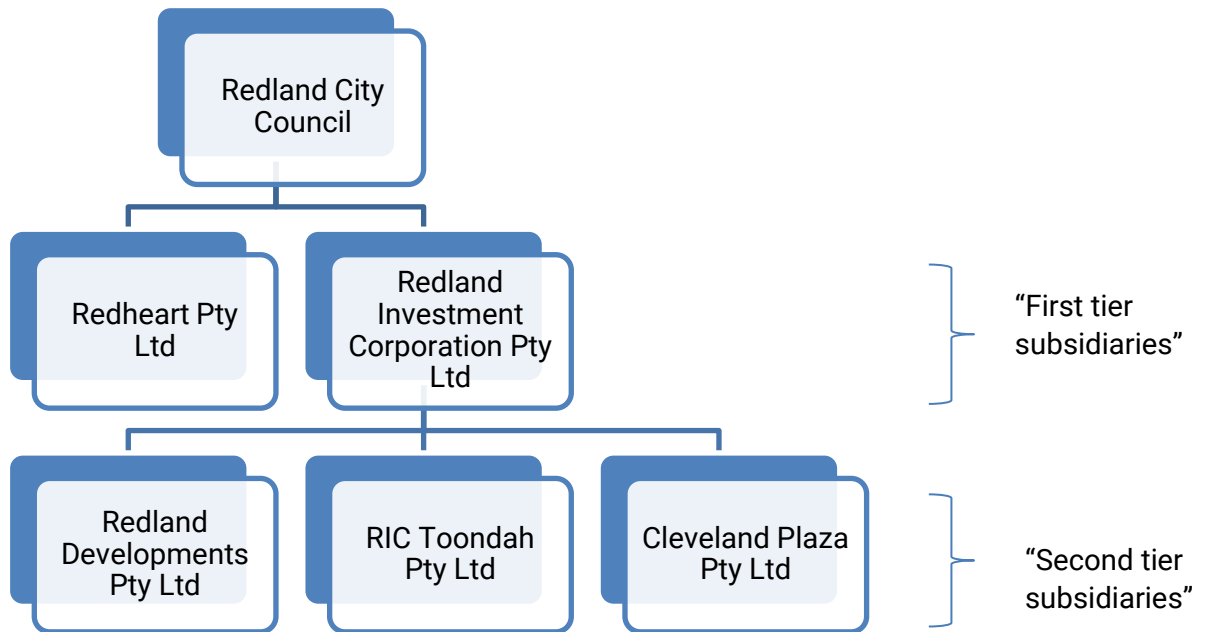 Redland City
Council
Redheart Pty
Ltd
Redland
Investment
Corporation Pty
Ltd
“First tier
subsidiaries”
Redland
Developments
Pty Ltd
RIC Toondah
Pty Ltd
Cleveland Plaza
Pty Ltd
“Second tier
subsidiaries”